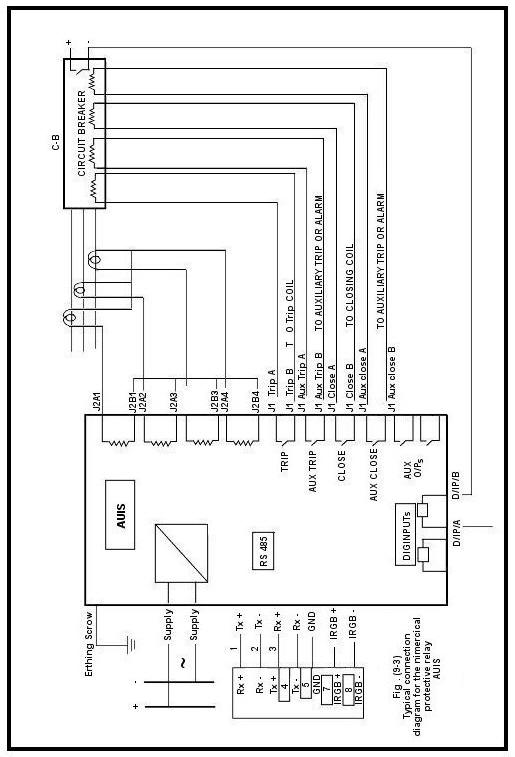 + -
C-B
CIRCUIT BREAKER
J2A1
J2B1
J2A2
J2A3
J2B3
J2A4
J2B4
J1 Trip A
J1 Trip B T O Trip COIL
J1 Aux Trip A
J1 Aux Trip B TO AUXILIARY TRIP OR ALARM
J1 Close A
J1 Close B TO CLOSING COIL
J1 Aux close A
J1 Aux close B TO AUXILIARY TRIP OR ALARM
TRIP
AUX TRIP
CLOSE
AUX CLOSE
AUX
O/Ps
AUIS
RS 485
DIGINPUTs
D/IP/B
D/IP/A
Erthing Screw
Supply
Supply
~
- +
1 Tx +
2 Tx -
3 Rx +
Rx -
GND
IRGB +
IRGB -
Rx +
Rx -
Tx +
4
Tx -
5
GND
7
IRGB +
8
IRGB -
Fig . (9-3)
Typical connection
diagram for the nimercical
protective relay
AUIS